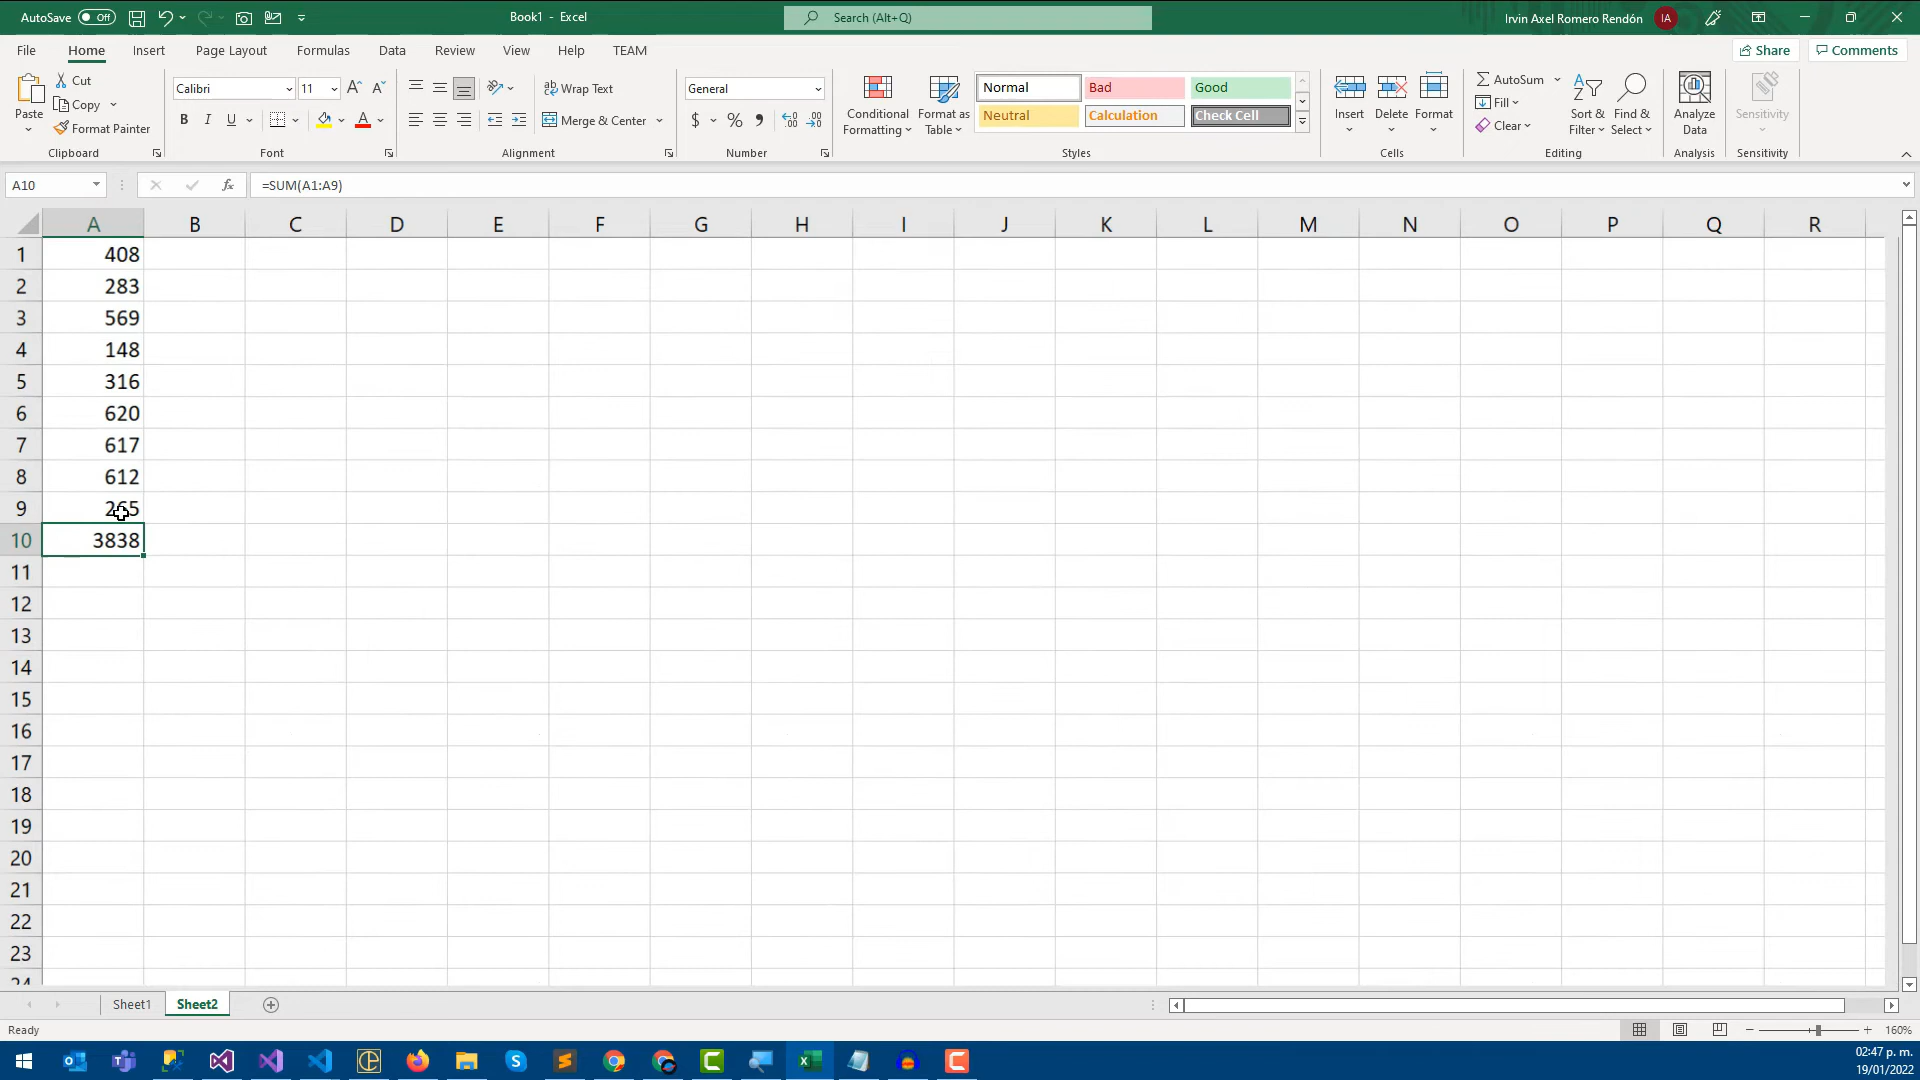 AutoSave Off Book1 - Excel Search (Alt+Q) Irvin Axel Romero Rendón IA
File Home Insert Page Layout Formulas Data Review View Help TEAM Share Comments
Paste Cut Copy Format Painter
Calibri 11
B I U A
Wrap Text
Merge & Center
General
$ % 9
Conditional Formatting
Format as Table
Normal Bad Good
Neutral Calculation Check Cell
Insert Delete Format
AutoSum
Fill
Clear
Sort & Filter
Find & Select
Analyze Data
Sensitivity
Clipboard Font Alignment Number Styles Cells Editing Analysis Sensitivity
A10 fx =SUM(A1:A9)
A B C D E F G H I J K L M N O P Q R
1 408
2 283
3 569
4 148
5 316
6 620
7 617
8 612
9 265
10 3838
11
12
13
14
15
16
17
18
19
20
21
22
23
24
Sheet1 Sheet2
Ready 160%
02:47 p. m.
19/01/2022